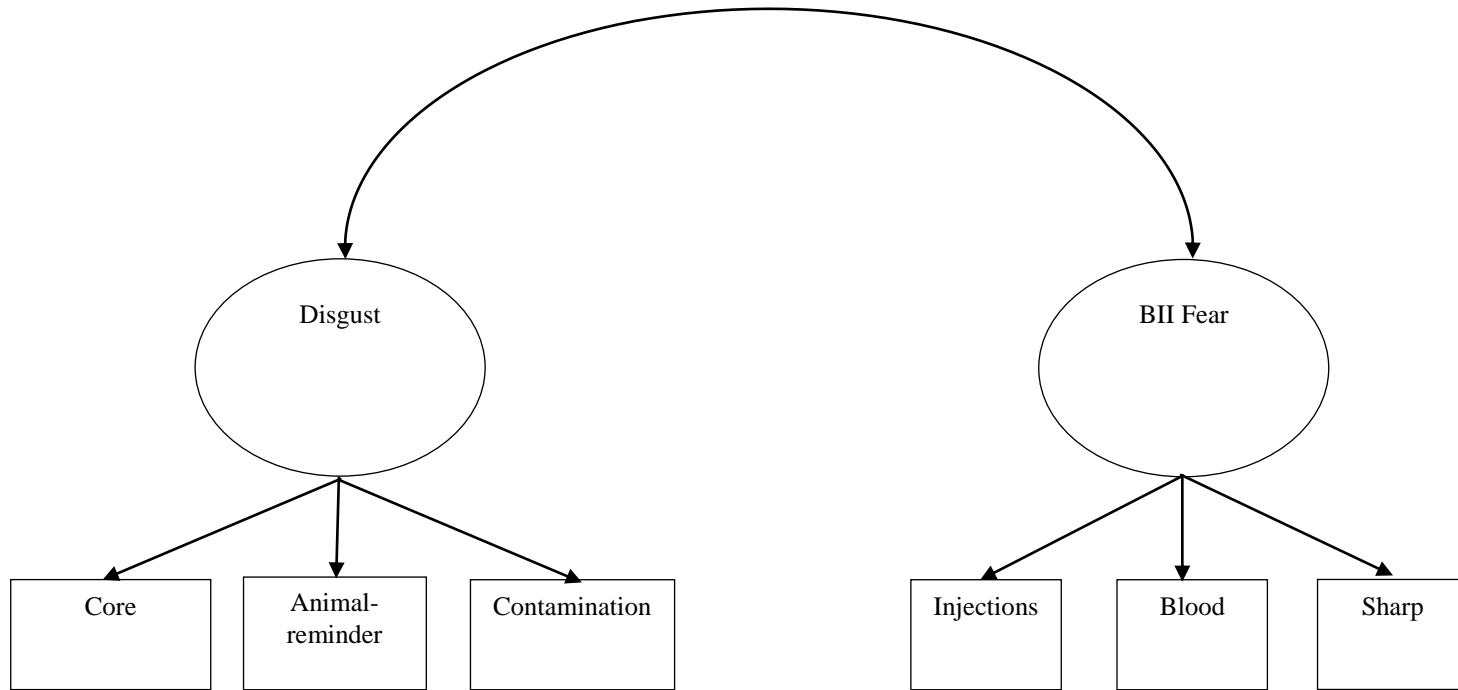 Disgust
BII Fear
Core
Animal-
reminder
Contamination
Injections
Blood
Sharp